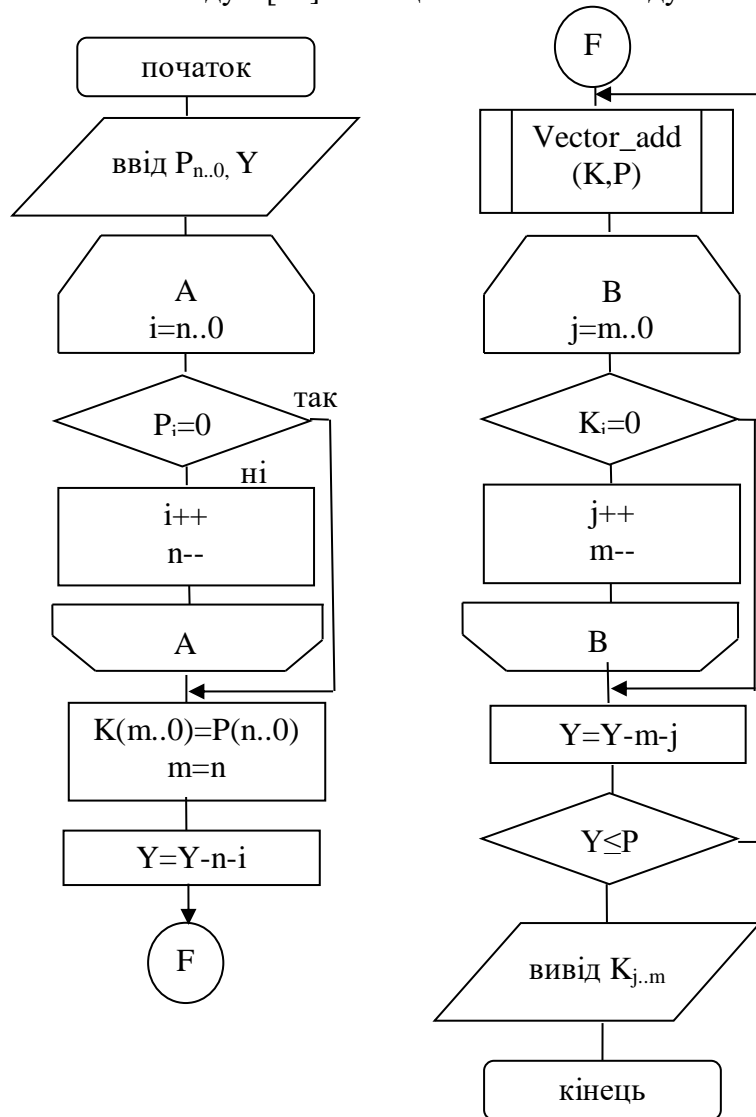 початок
ввід Pn..0, Y
A
i=n..0
Pi=0
так
ні
i++
n--
A
K(m..0)=P(n..0)
m=n
Y=Y-n-i
F
F
Vector_add
(K,P)
B
j=m..0
Ki=0
j++
m--
B
Y=Y-m-j
Y≤P
вивід Kj..m
кінець